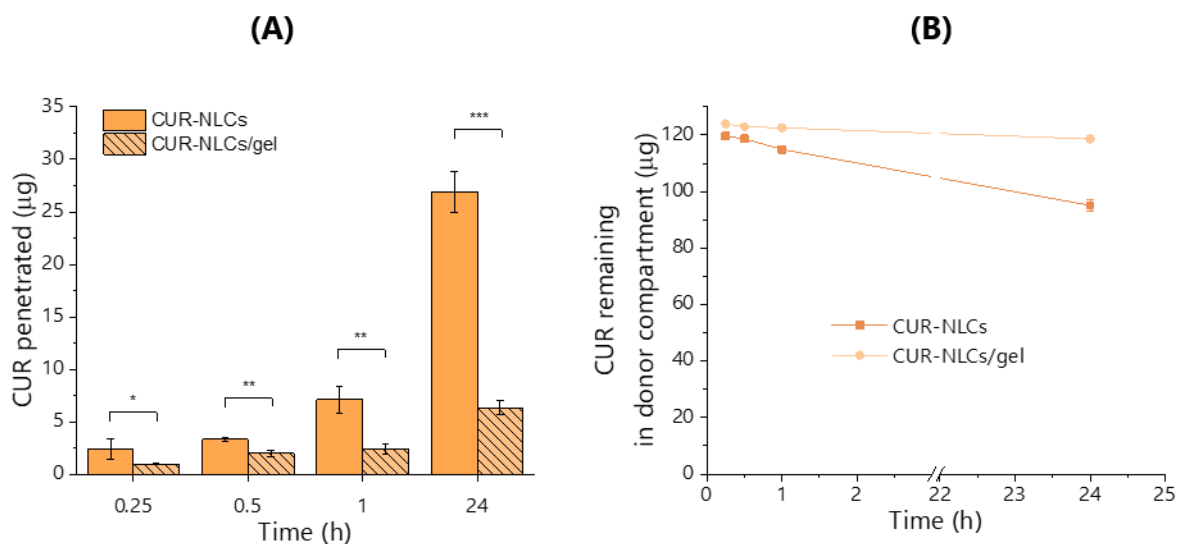 (A)
(B)
CUR-NLCs
CUR-NLCs/gel
***
**
**
*
35
30
25
20
15
10
5
0
CUR penetrated (µg)
0.25 0.5 1 24
Time (h)
120
100
80
60
40
20
0
CUR remaining
in donor compartment (µg)
CUR-NLCs
CUR-NLCs/gel
0 1 2 22 23 24 25
Time (h)